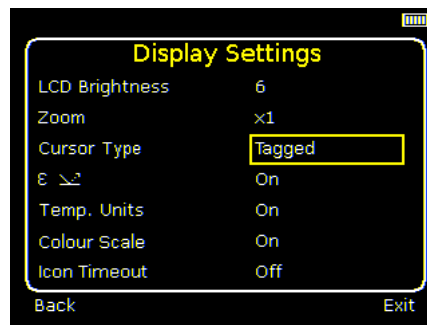 Display Settings
LCD Brightness 6
Zoom ×1
Cursor Type Tagged
ε On
Temp. Units On
Colour Scale On
Icon Timeout Off
Back Exit